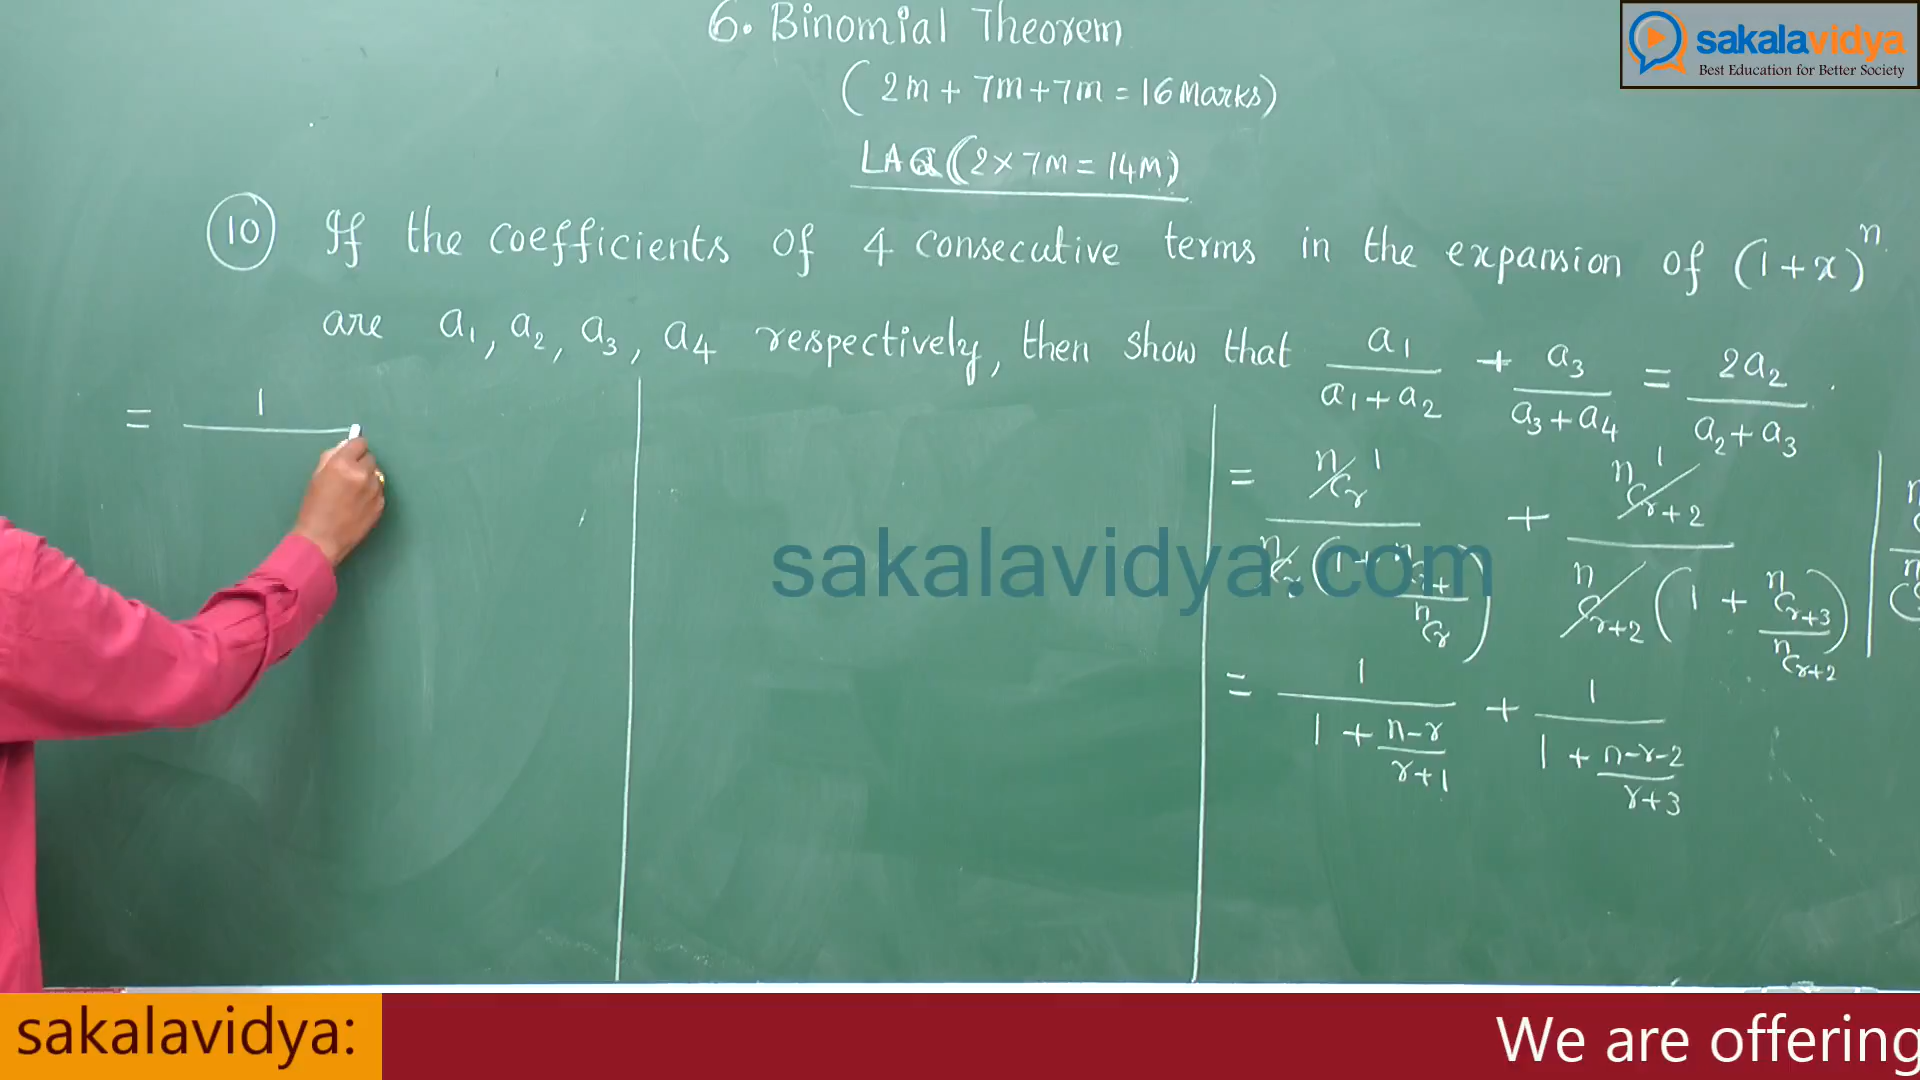 6. Binomial Theorem
(2m + 7m + 7m = 16 Marks)
LAQ (2 × 7m = 14m)
10 If the coefficients of 4 consecutive terms in the expansion of (1+x)^n
are a₁, a₂, a₃, a₄ respectively, then show that a₁/(a₁+a₂) + a₃/(a₃+a₄) = 2a₂/(a₂+a₃).
= 1
= ⁿCᵣ 1 / ⁿCᵣ (1 + ⁿCᵣ₊₁/ⁿCᵣ) + ⁿCᵣ₊₂ 1 / ⁿCᵣ₊₂ (1 + ⁿCᵣ₊₃/ⁿCᵣ₊₂)
= 1/(1 + (n-r)/(r+1)) + 1/(1 + (n-r-2)/(r+3))
sakalavidya
Best Education for Better Society
sakalavidya.com
sakalavidya:
We are offering